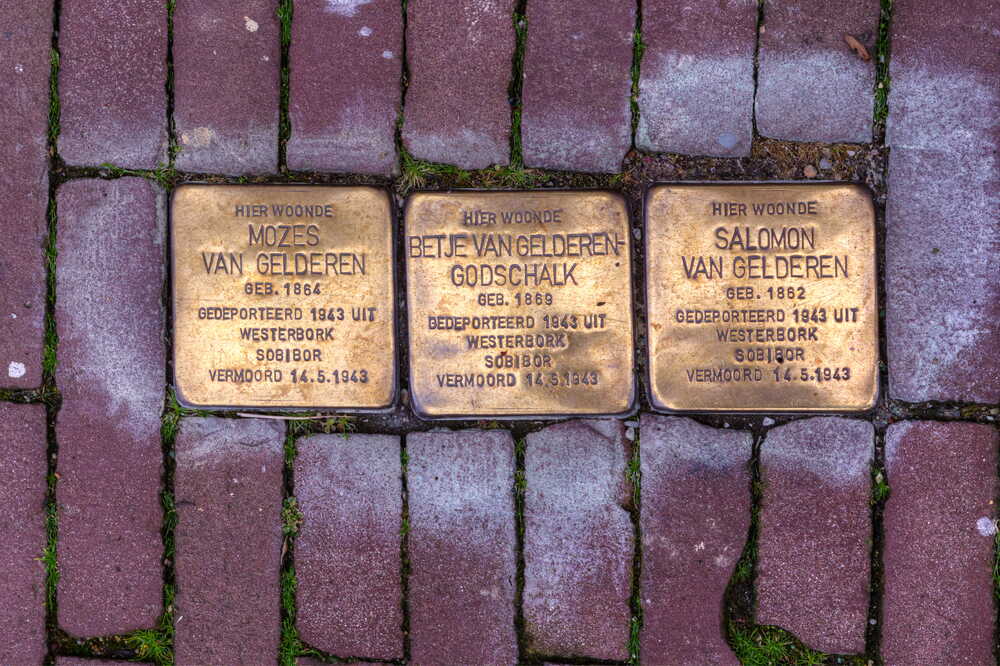 HIER WOONDE
MOZES
VAN GELDEREN
GEB. 1864
GEDEPORTEERD 1943 UIT
WESTERBORK
SOBIBOR
VERMOORD 14.5.1943
HIER WOONDE
BETJE VAN GELDEREN-
GODSCHALK
GEB. 1869
GEDEPORTEERD 1943 UIT
WESTERBORK
SOBIBOR
VERMOORD 14.5.1943
HIER WOONDE
SALOMON
VAN GELDEREN
GEB. 1862
GEDEPORTEERD 1943 UIT
WESTERBORK
SOBIBOR
VERMOORD 14.5.1943